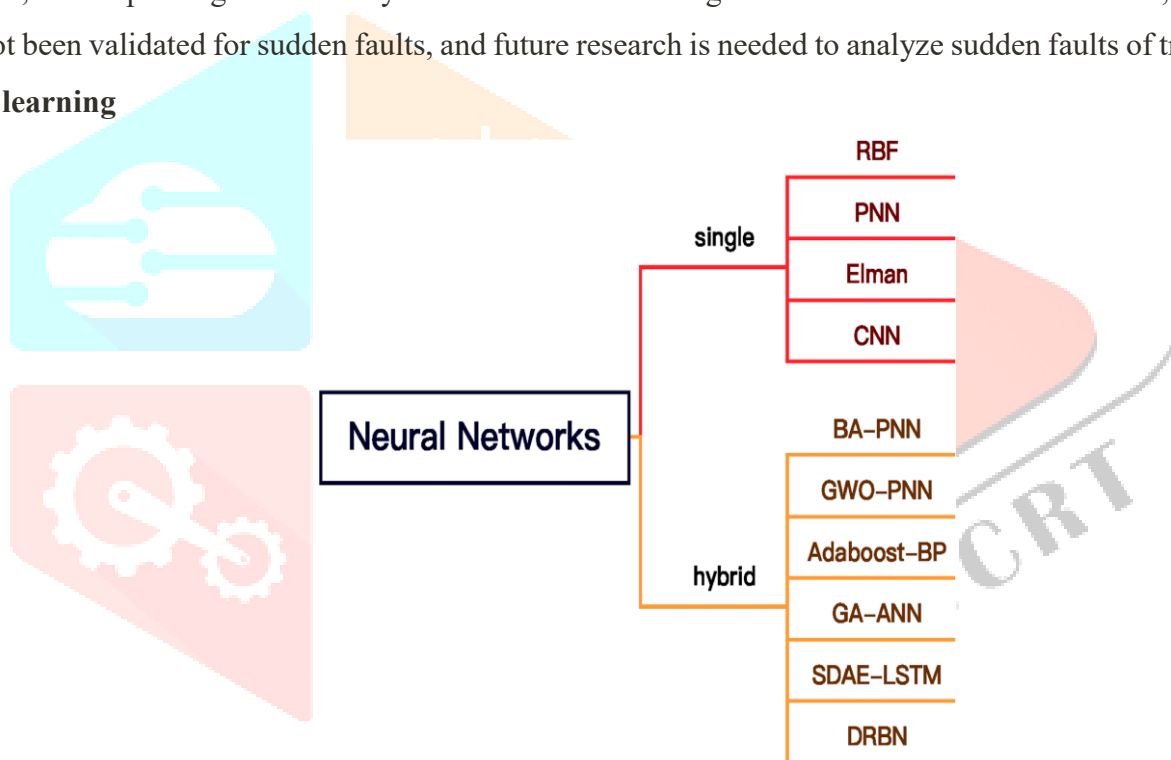 ot been validated for sudden faults, and future research is needed to analyze sudden faults of t
learning
RBF
PNN
single
Elman
CNN
Neural Networks
BA-PNN
GWO-PNN
Adaboost-BP
hybrid
GA-ANN
SDAE-LSTM
DRBN
CRT